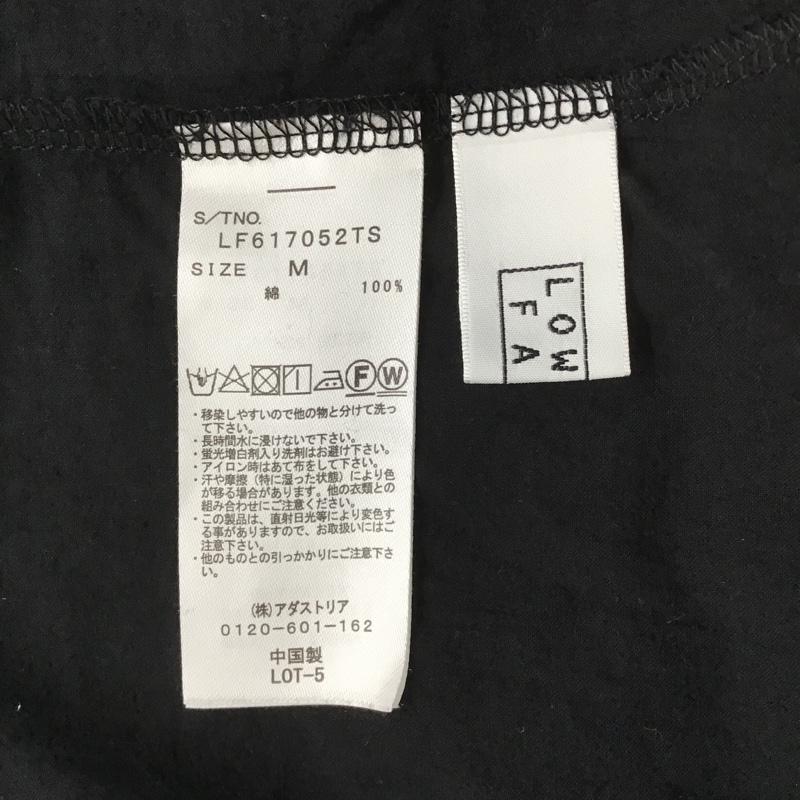 S/TNO.
LF617052TS
SIZE M
綿 100%
F W
・移染しやすいので他の物と分けて洗っ
て下さい。
・長時間水に浸けないで下さい。
・蛍光増白剤入り洗剤はお避け下さい。
・アイロン時はあて布をして下さい。
・汗や摩擦（特に湿った状態）により色
が移る場合があります。他の衣類との
組み合わせにご注意ください。
・この製品は、直射日光等により変色す
る事がありますので、お取扱いにはご
注意下さい。
・他のものとの引っかかりにご注意下さ
い。
(株)アダストリア
0120-601-162
中国製
LOT-5
LOW
FA